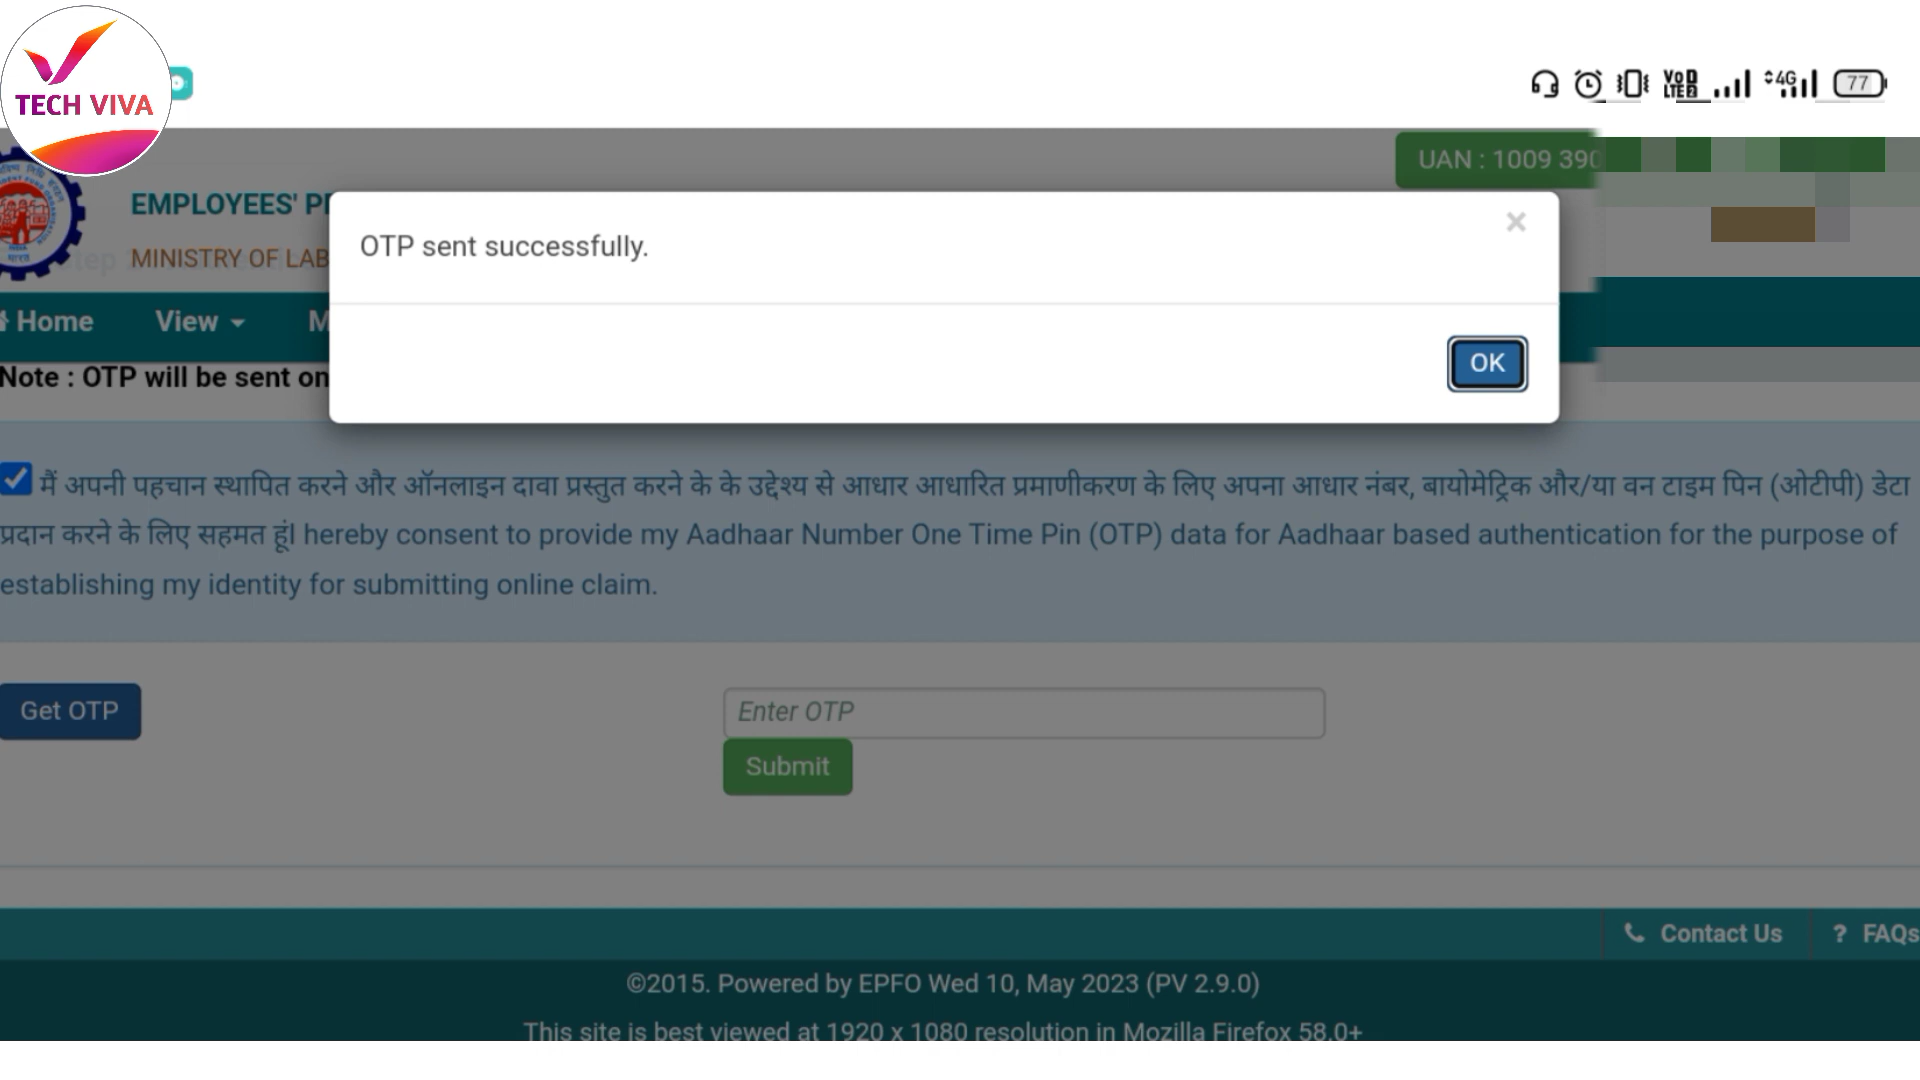 TECH VIVA
VoLTE 4G 77
UAN : 1009 390
EMPLOYEES'
MINISTRY OF LAB
OTP sent successfully.
×
Home View
OK
Note : OTP will be sent on
मैं अपनी पहचान स्थापित करने और ऑनलाइन दावा प्रस्तुत करने के के उद्देश्य से आधार आधारित प्रमाणीकरण के लिए अपना आधार नंबर, बायोमेट्रिक और/या वन टाइम पिन (ओटीपी) डेटा
प्रदान करने के लिए सहमत हूं। hereby consent to provide my Aadhaar Number One Time Pin (OTP) data for Aadhaar based authentication for the purpose of
establishing my identity for submitting online claim.
Get OTP
Enter OTP
Submit
Contact Us ? FAQs
©2015. Powered by EPFO Wed 10, May 2023 (PV 2.9.0)
This site is best viewed at 1920 x 1080 resolution in Mozilla Firefox 58.0+